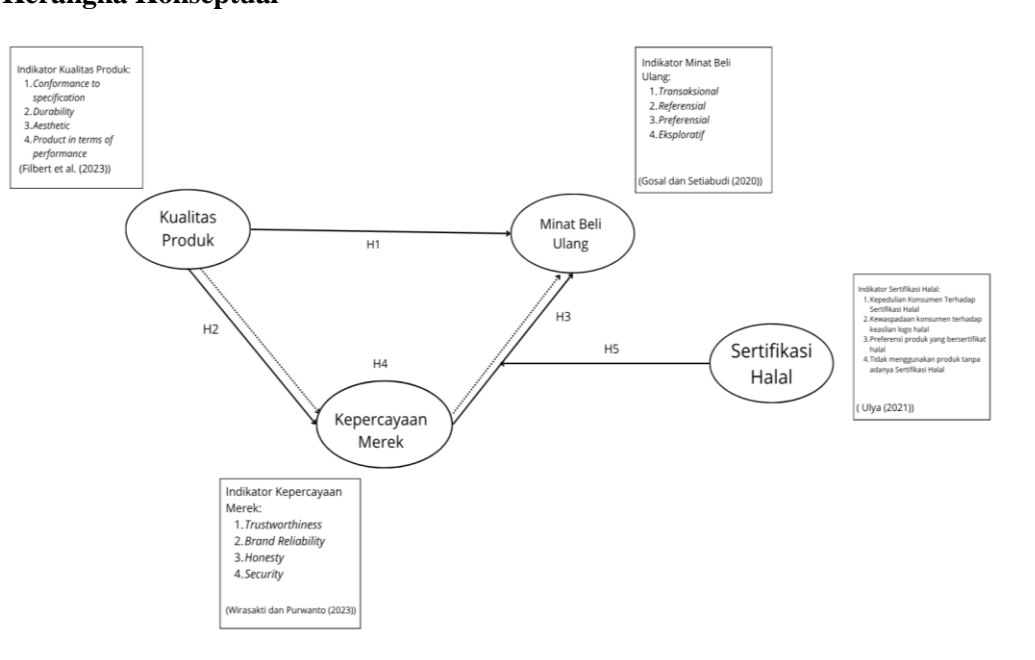 Kerangka Konseptual
Indikator Kualitas Produk:
1.Conformance to
specification
2.Durability
3.Aesthetic
4.Product in terms of
performance
(Filbert et al. (2023))
Indikator Minat Beli
Ulang:
1.Transaksional
2.Referensial
3.Preferensial
4.Eksploratif
(Gosal dan Setiabudi (2020))
Kualitas
Produk
H1
Minat Beli
Ulang
H2
H4
H3
H5
Sertifikasi
Halal
Indikator Sertifikasi Halal:
1.Kepedulian Konsumen Terhadap
Sertifikasi Halal
2.Kewaspadaan konsumen terhadap
keaslian logo halal
3.Preferensi produk yang bersertifikat
halal
4.Tidak menggunakan produk tanpa
adanya Sertifikasi Halal
( Ulya (2021))
Kepercayaan
Merek
Indikator Kepercayaan
Merek:
1.Trustworthiness
2.Brand Reliability
3.Honesty
4.Security
(Wirasakti dan Purwanto (2023))